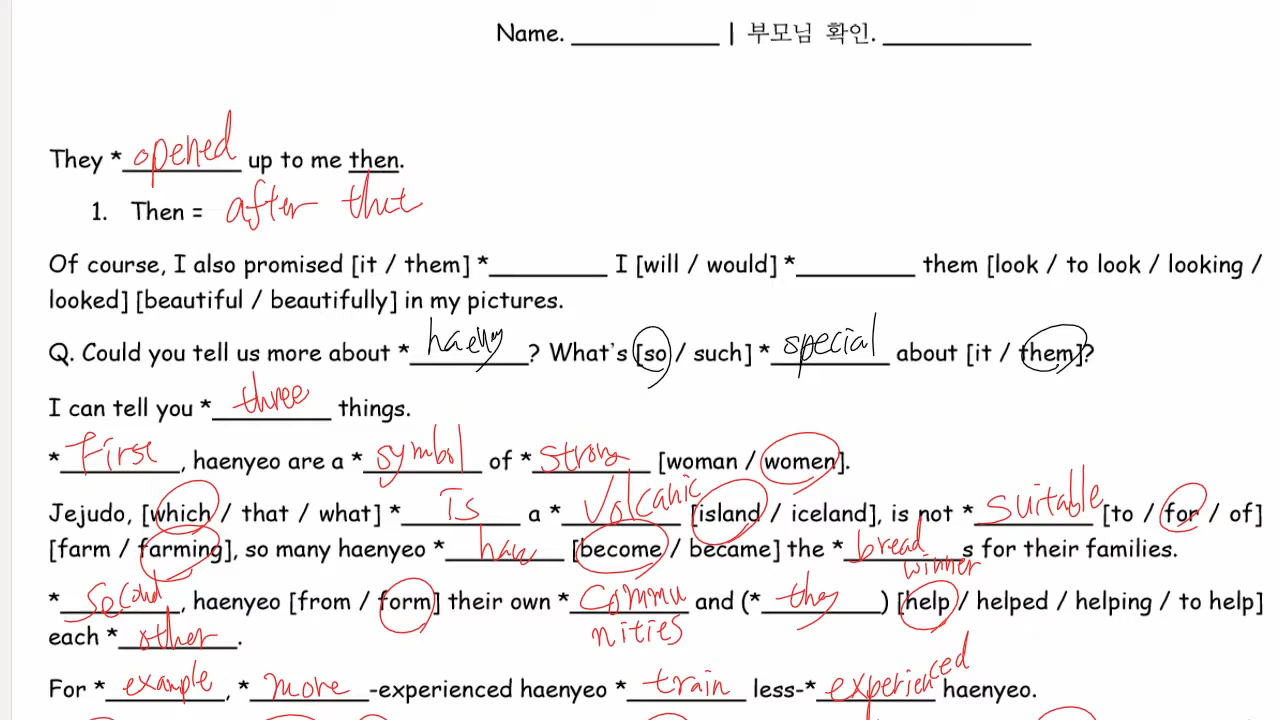 Name. ___________ | 부모님 확인. ___________
They * opened up to me then.
1. Then = after that
Of course, I also promised [it / them] *_________ I [will / would] *_________ them [look / to look / looking /
looked] [beautiful / beautifully] in my pictures.
Q. Could you tell us more about * haeny ? What's [so / such] * special about [it / them]?
I can tell you * three things.
* First, haenyeo are a * symbol of * strong [woman / women].
Jejudo, [which / that / what] * Is a * Volcanic [island / iceland], is not * suitable [to / for / of]
[farm / farming], so many haenyeo * have [become / became] the * bread winner s for their families.
* Second, haenyeo [from / form] their own * Communities and (* they) [help / helped / helping / to help]
each * other.
For * example, * more -experienced haenyeo * train less-* experienced haenyeo.